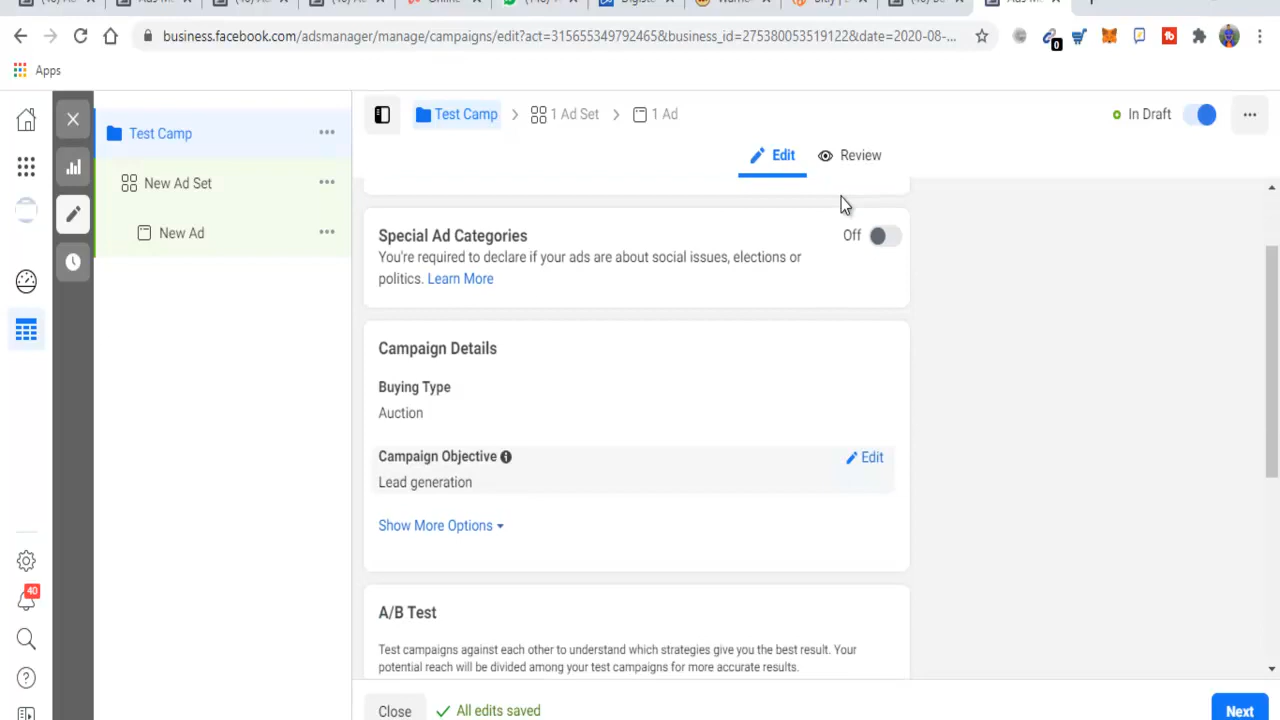 business.facebook.com/adsmanager/manage/campaigns/edit?act=315655349792465&business_id=275380053519122&date=2020-08-...
0
Apps
Test Camp
New Ad Set
New Ad
Test Camp
1 Ad Set
1 Ad
In Draft
Edit
Review
Special Ad Categories
Off
You're required to declare if your ads are about social issues, elections or
politics. Learn More
Campaign Details
Buying Type
Auction
Campaign Objective
Edit
Lead generation
Show More Options
40
A/B Test
Test campaigns against each other to understand which strategies give you the best result. Your
potential reach will be divided among your test campaigns for more accurate results.
Close
All edits saved
Next